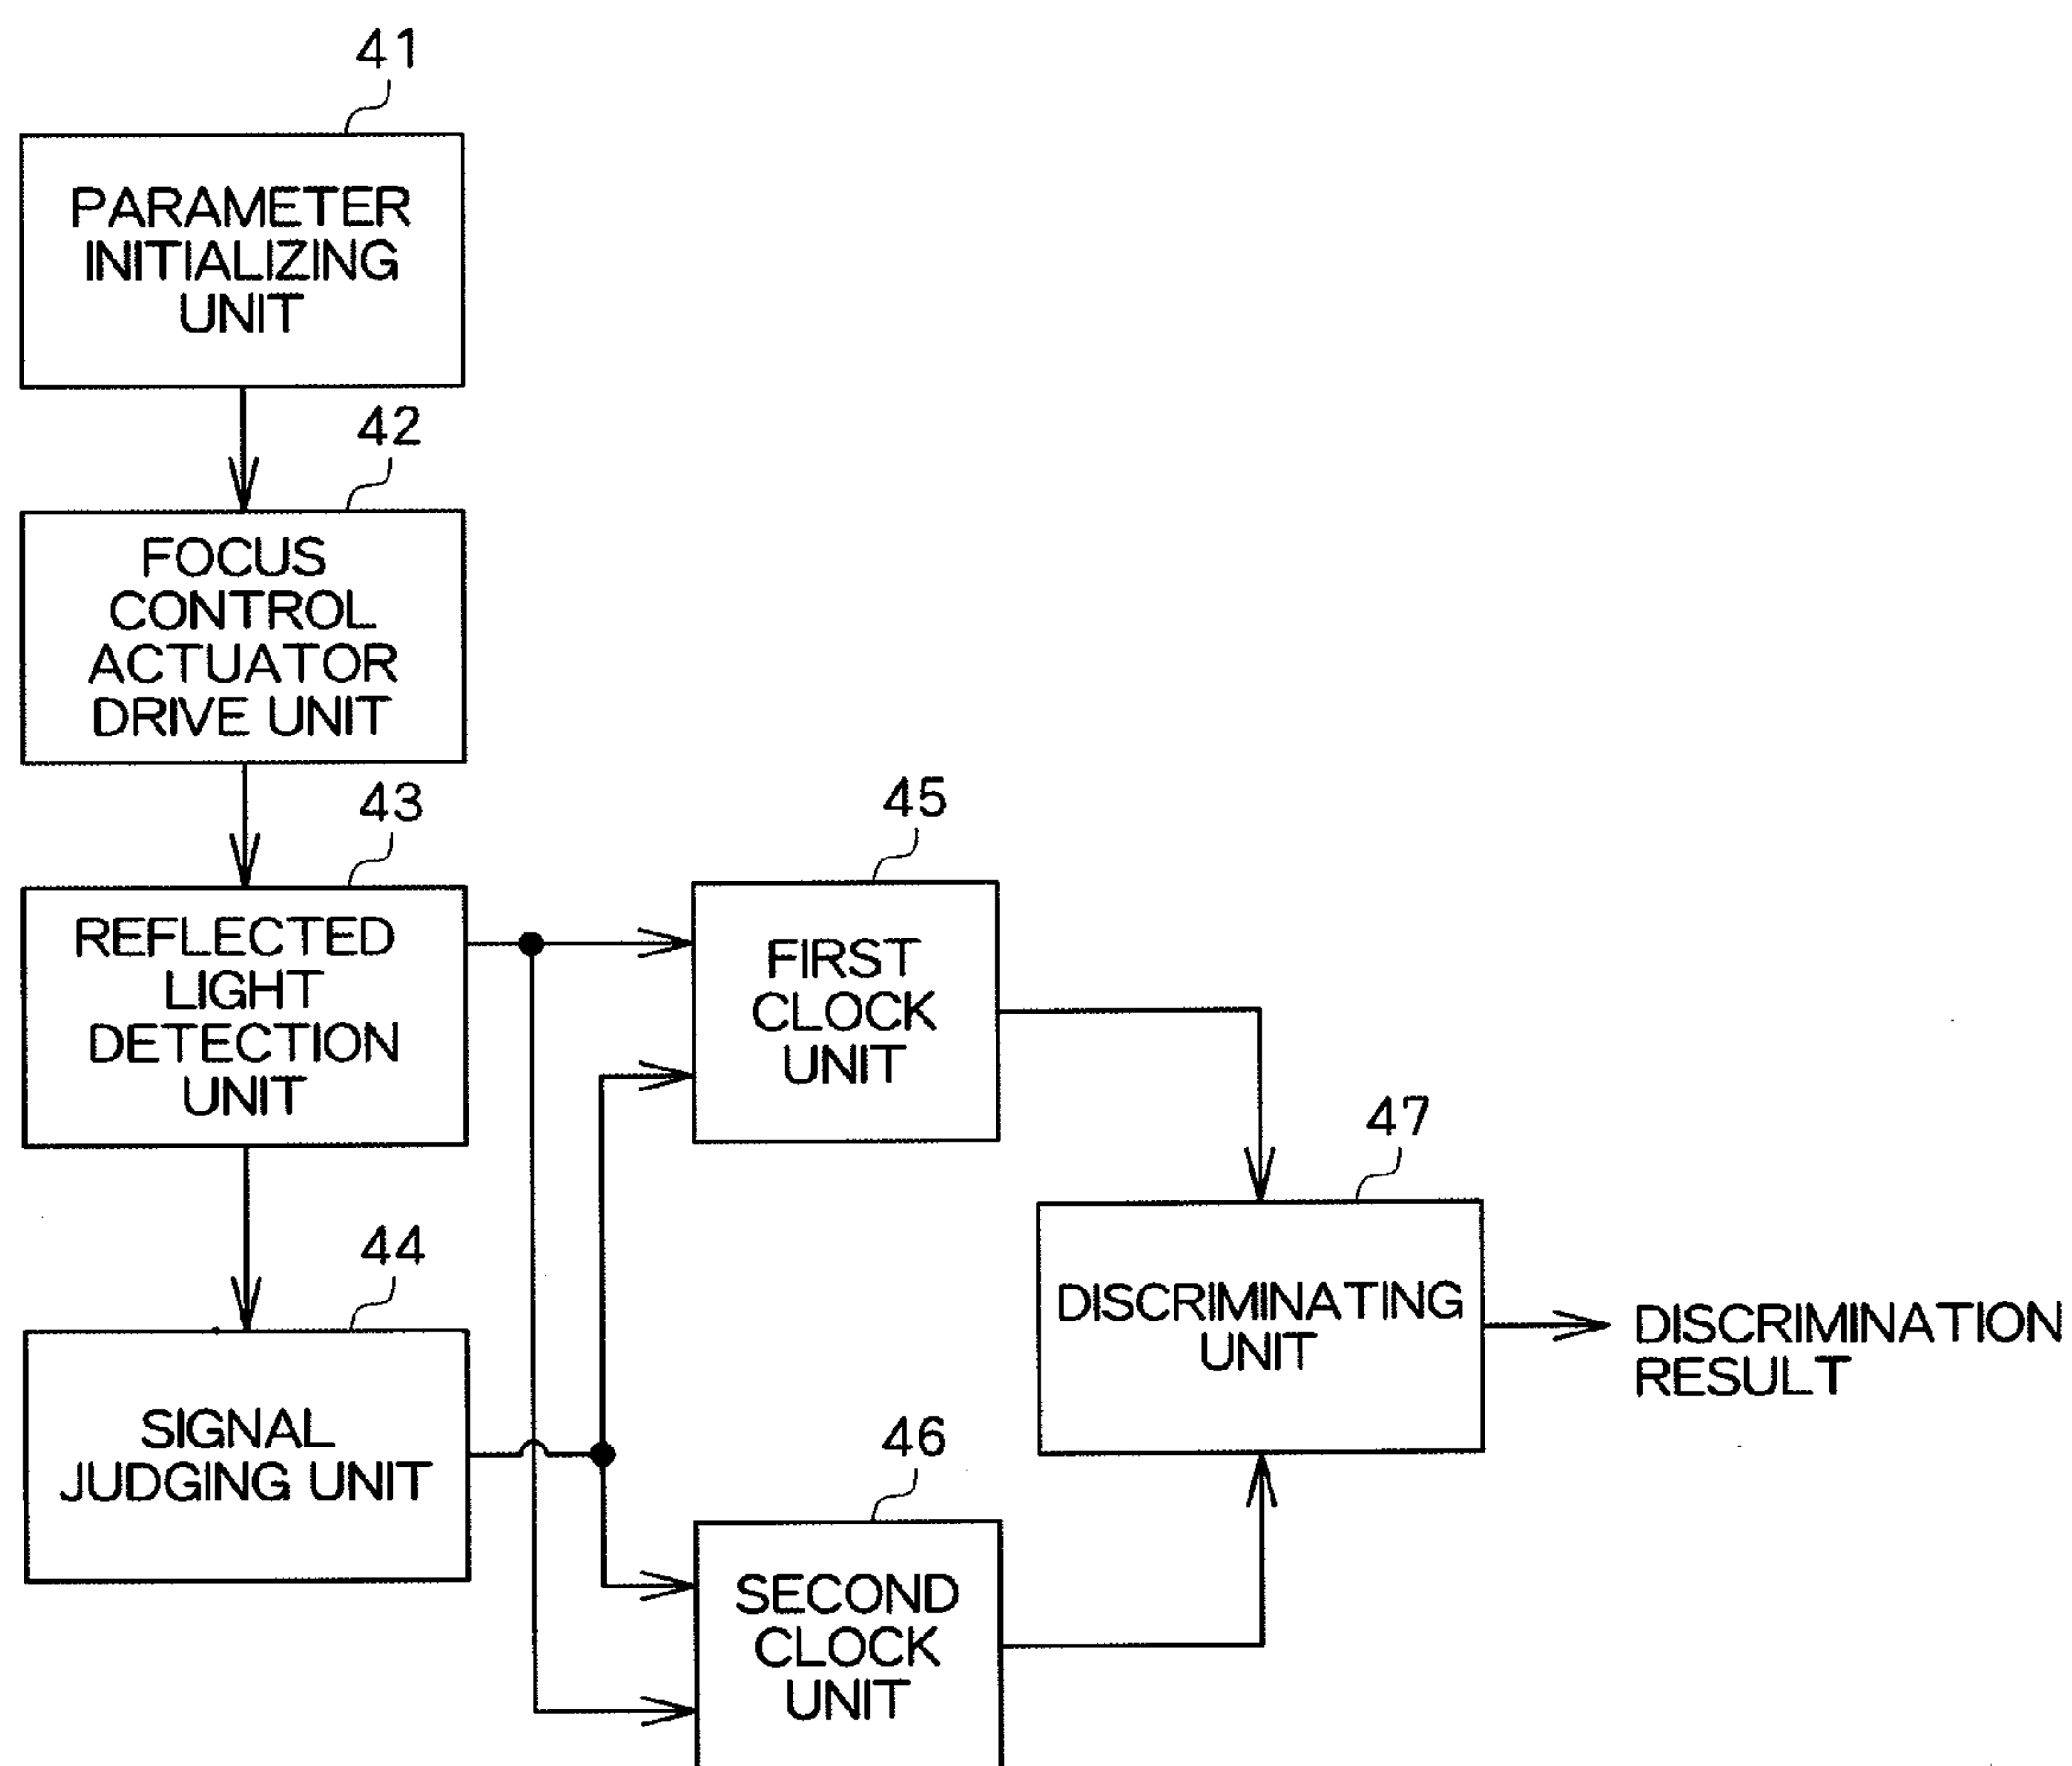 41
PARAMETER
INITIALIZING
UNIT
42
FOCUS
CONTROL
ACTUATOR
DRIVE UNIT
43
REFLECTED
LIGHT
DETECTION
UNIT
44
SIGNAL
JUDGING UNIT
45
FIRST
CLOCK
UNIT
46
SECOND
CLOCK
UNIT
47
DISCRIMINATING
UNIT
DISCRIMINATION
RESULT